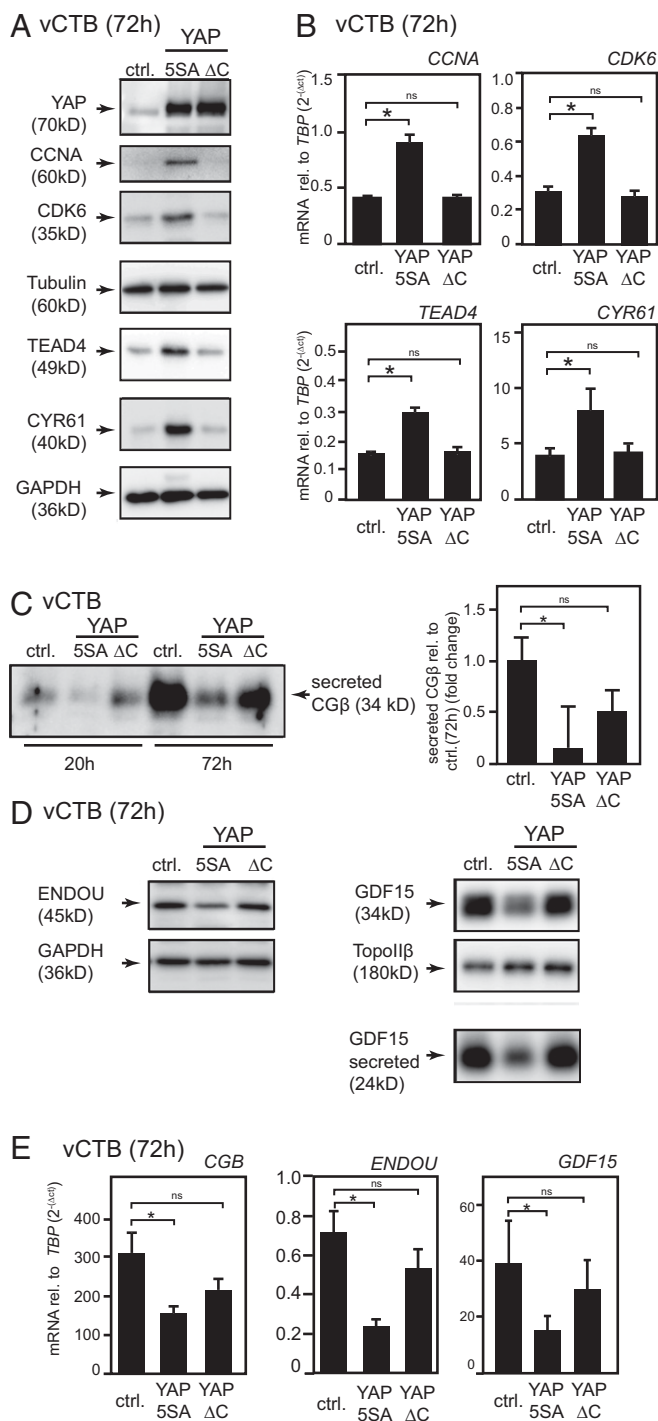 A vCTB (72h)
YAP
ctrl. 5SA ΔC
YAP
(70kD)
CCNA
(60kD)
CDK6
(35kD)
Tubulin
(60kD)
TEAD4
(49kD)
CYR61
(40kD)
GAPDH
(36kD)
B vCTB (72h)
CCNA
mRNA rel. to TBP (2-(Δct))
1.5
1.0
0.5
0
ns
*
ctrl. YAP 5SA YAP ΔC
CDK6
1.0
0.8
0.6
0.4
0.2
0
ns
*
ctrl. YAP 5SA YAP ΔC
TEAD4
mRNA rel. to TBP (2-(Δct))
0.5
0.4
0.3
0.2
0.1
0
ns
*
ctrl. YAP 5SA YAP ΔC
CYR61
15
10
5
0
ns
*
ctrl. YAP 5SA YAP ΔC
C vCTB
YAP YAP
ctrl. 5SA ΔC ctrl. 5SA ΔC
secreted
CGβ (34 kD)
20h 72h
secreted CGβ rel. to
ctrl.(72h) (fold change)
1.5
1.0
0.5
0
ns
*
ctrl. YAP 5SA YAP ΔC
D vCTB (72h)
YAP
ctrl. 5SA ΔC
ENDOU
(45kD)
GAPDH
(36kD)
YAP
ctrl. 5SA ΔC
GDF15
(34kD)
TopoIIβ
(180kD)
GDF15
secreted
(24kD)
E vCTB (72h)
CGB
mRNA rel. to TBP (2-(Δct))
400
300
200
100
0
ns
*
ctrl. YAP 5SA YAP ΔC
ENDOU
1.0
0.8
0.6
0.4
0.2
0
ns
*
ctrl. YAP 5SA YAP ΔC
GDF15
60
40
20
0
ns
*
ctrl. YAP 5SA YAP ΔC